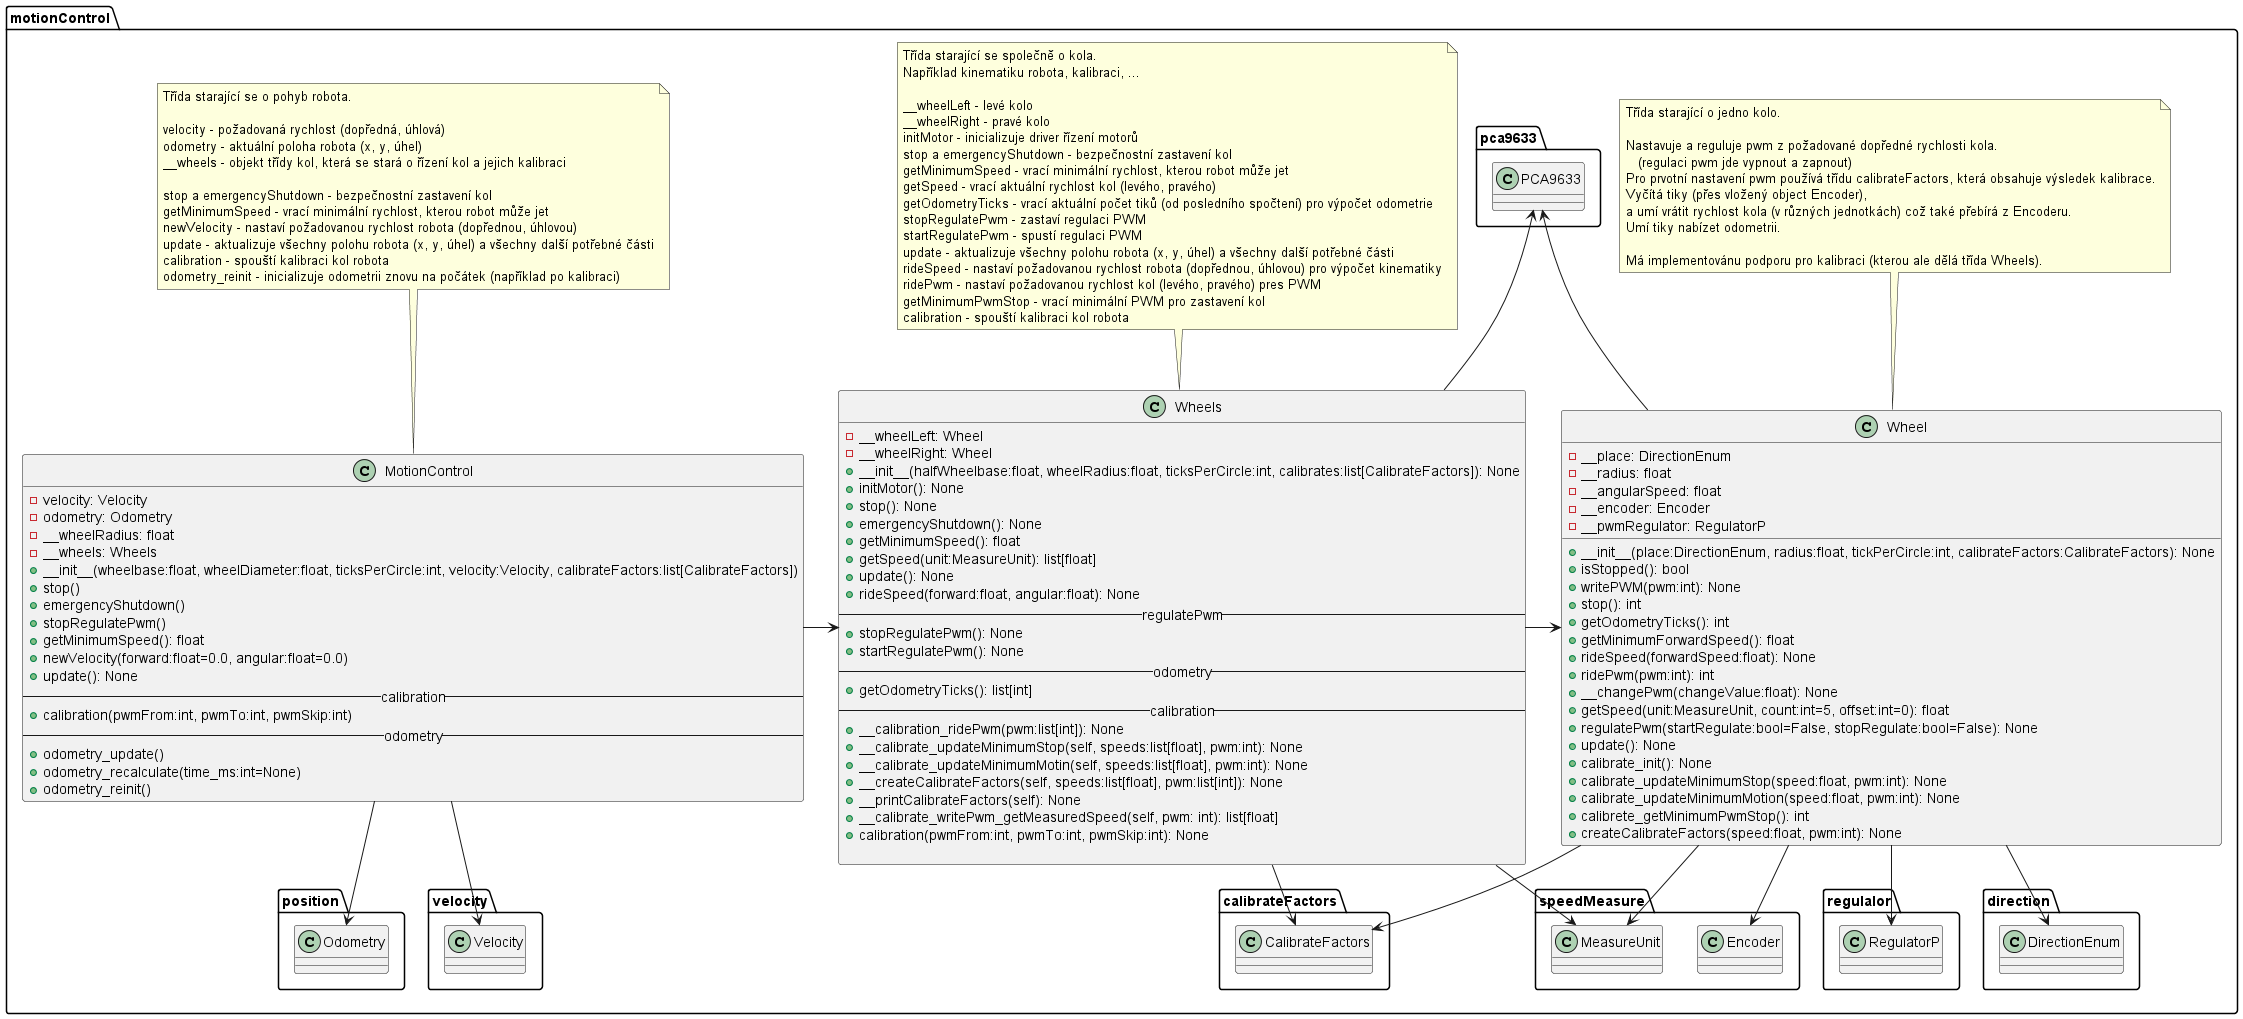 motionControl
Třída starající se o pohyb robota.
velocity - požadovaná rychlost (dopředná, úhlová)
odometry - aktuální poloha robota (x, y, úhel)
__wheels - objekt třídy kol, která se stará o řízení kol a jejich kalibraci
stop a emergencyShutdown - bezpečnostní zastavení kol
getMinimumSpeed - vrací minimální rychlost, kterou robot může jet
newVelocity - nastaví požadovanou rychlost robota (dopřednou, úhlovou)
update - aktualizuje všechny polohu robota (x, y, úhel) a všechny další potřebné části
calibration - spouští kalibraci kol robota
odometry_reinit - inicializuje odometrii znovu na počátek (například po kalibraci)
Třída starající se společně o kola.
Například kinematiku robota, kalibraci, ...
__wheelLeft - levé kolo
__wheelRight - pravé kolo
initMotor - inicializuje driver řízení motorů
stop a emergencyShutdown - bezpečnostní zastavení kol
getMinimumSpeed - vrací minimální rychlost, kterou robot může jet
getSpeed - vrací aktuální rychlost kol (levého, pravého)
getOdometryTicks - vrací aktuální počet tiků (od posledního spočtení) pro výpočet odometrie
stopRegulatePwm - zastaví regulaci PWM
startRegulatePwm - spustí regulaci PWM
update - aktualizuje všechny polohu robota (x, y, úhel) a všechny další potřebné části
rideSpeed - nastaví požadovanou rychlost robota (dopřednou, úhlovou) pro výpočet kinematiky
ridePwm - nastaví požadovanou rychlost kol (levého, pravého) pres PWM
getMinimumPwmStop - vrací minimální PWM pro zastavení kol
calibration - spouští kalibraci kol robota
pca9633
PCA9633
Třída starající o jedno kolo.
Nastavuje a reguluje pwm z požadované dopředné rychlosti kola.
(regulaci pwm jde vypnout a zapnout)
Pro prvotní nastavení pwm používá třídu calibrateFactors, která obsahuje výsledek kalibrace.
Vyčítá tiky (přes vložený object Encoder),
a umí vrátit rychlost kola (v různých jednotkách) což také přebírá z Encoderu.
Umí tiky nabízet odometrii.
Má implementovánu podporu pro kalibraci (kterou ale dělá třída Wheels).
MotionControl
velocity: Velocity
odometry: Odometry
__wheelRadius: float
__wheels: Wheels
__init__(wheelbase:float, wheelDiameter:float, ticksPerCircle:int, velocity:Velocity, calibrateFactors:list[CalibrateFactors])
stop()
emergencyShutdown()
stopRegulatePwm()
getMinimumSpeed(): float
newVelocity(forward:float=0.0, angular:float=0.0)
update(): None
calibration
calibration(pwmFrom:int, pwmTo:int, pwmSkip:int)
odometry
odometry_update()
odometry_recalculate(time_ms:int=None)
odometry_reinit()
Wheels
__wheelLeft: Wheel
__wheelRight: Wheel
__init__(halfWheelbase:float, wheelRadius:float, ticksPerCircle:int, calibrates:list[CalibrateFactors]): None
initMotor(): None
stop(): None
emergencyShutdown(): None
getMinimumSpeed(): float
getSpeed(unit:MeasureUnit): list[float]
update(): None
rideSpeed(forward:float, angular:float): None
regulatePwm
stopRegulatePwm(): None
startRegulatePwm(): None
odometry
getOdometryTicks(): list[int]
calibration
__calibration_ridePwm(pwm:list[int]): None
__calibrate_updateMinimumStop(self, speeds:list[float], pwm:int): None
__calibrate_updateMinimumMotin(self, speeds:list[float], pwm:int): None
__createCalibrateFactors(self, speeds:list[float], pwm:list[int]): None
__printCalibrateFactors(self): None
__calibrate_writePwm_getMeasuredSpeed(self, pwm: int): list[float]
calibration(pwmFrom:int, pwmTo:int, pwmSkip:int): None
Wheel
__place: DirectionEnum
__radius: float
__angularSpeed: float
__encoder: Encoder
__pwmRegulator: RegulatorP
__init__(place:DirectionEnum, radius:float, tickPerCircle:int, calibrateFactors:CalibrateFactors): None
isStopped(): bool
writePWM(pwm:int): None
stop(): int
getOdometryTicks(): int
getMinimumForwardSpeed(): float
rideSpeed(forwardSpeed:float): None
ridePwm(pwm:int): int
__changePwm(changeValue:float): None
getSpeed(unit:MeasureUnit, count:int=5, offset:int=0): float
regulatePwm(startRegulate:bool=False, stopRegulate:bool=False): None
update(): None
calibrate_init(): None
calibrate_updateMinimumStop(speed:float, pwm:int): None
calibrate_updateMinimumMotion(speed:float, pwm:int): None
calibrete_getMinimumPwmStop(): int
createCalibrateFactors(speed:float, pwm:int): None
position
Odometry
velocity
Velocity
calibrateFactors
CalibrateFactors
speedMeasure
MeasureUnit
Encoder
regulalor
RegulatorP
direction
DirectionEnum